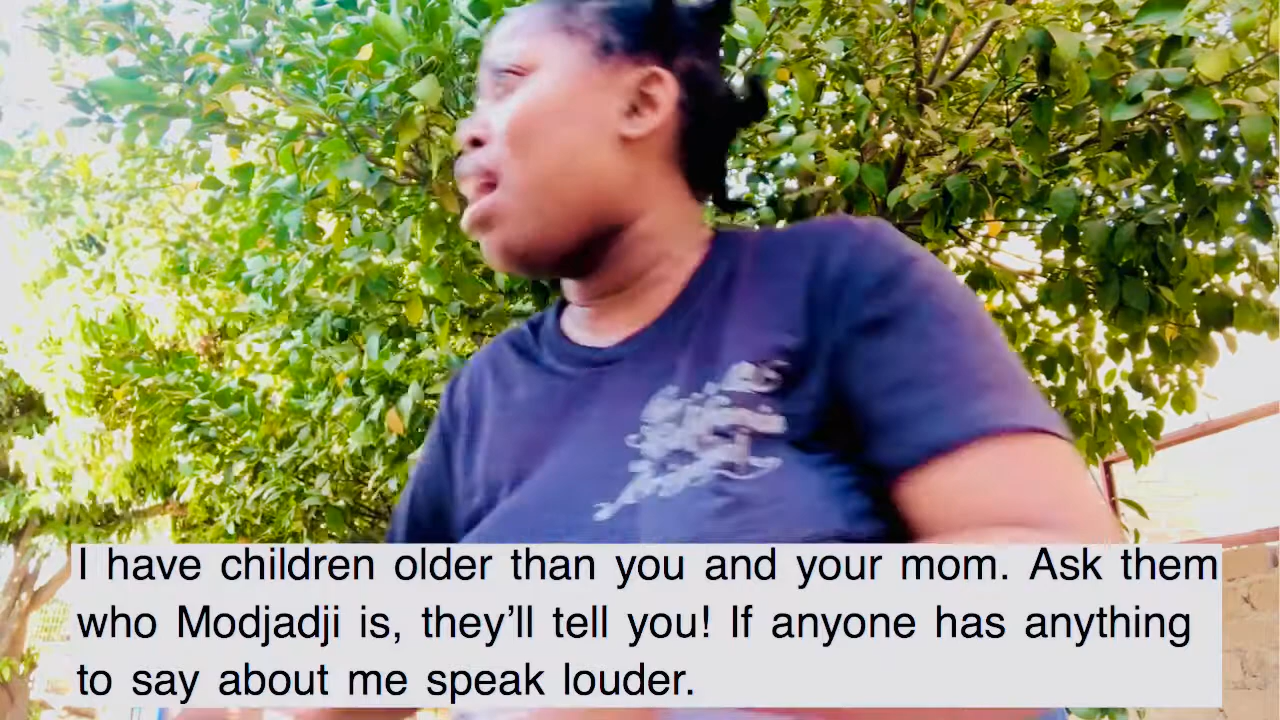 I have children older than you and your mom. Ask them
who Modjadji is, they’ll tell you! If anyone has anything
to say about me speak louder.